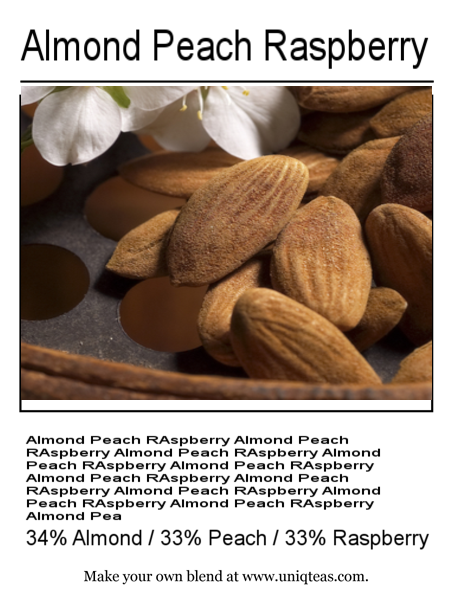 Almond Peach Raspberry
Almond Peach RAspberry Almond Peach
RAspberry Almond Peach RAspberry Almond
Peach RAspberry Almond Peach RAspberry
Almond Peach RAspberry Almond Peach
RAspberry Almond Peach RAspberry Almond
Peach RAspberry Almond Peach RAspberry
Almond Pea
34% Almond / 33% Peach / 33% Raspberry
Make your own blend at www.uniqteas.com.